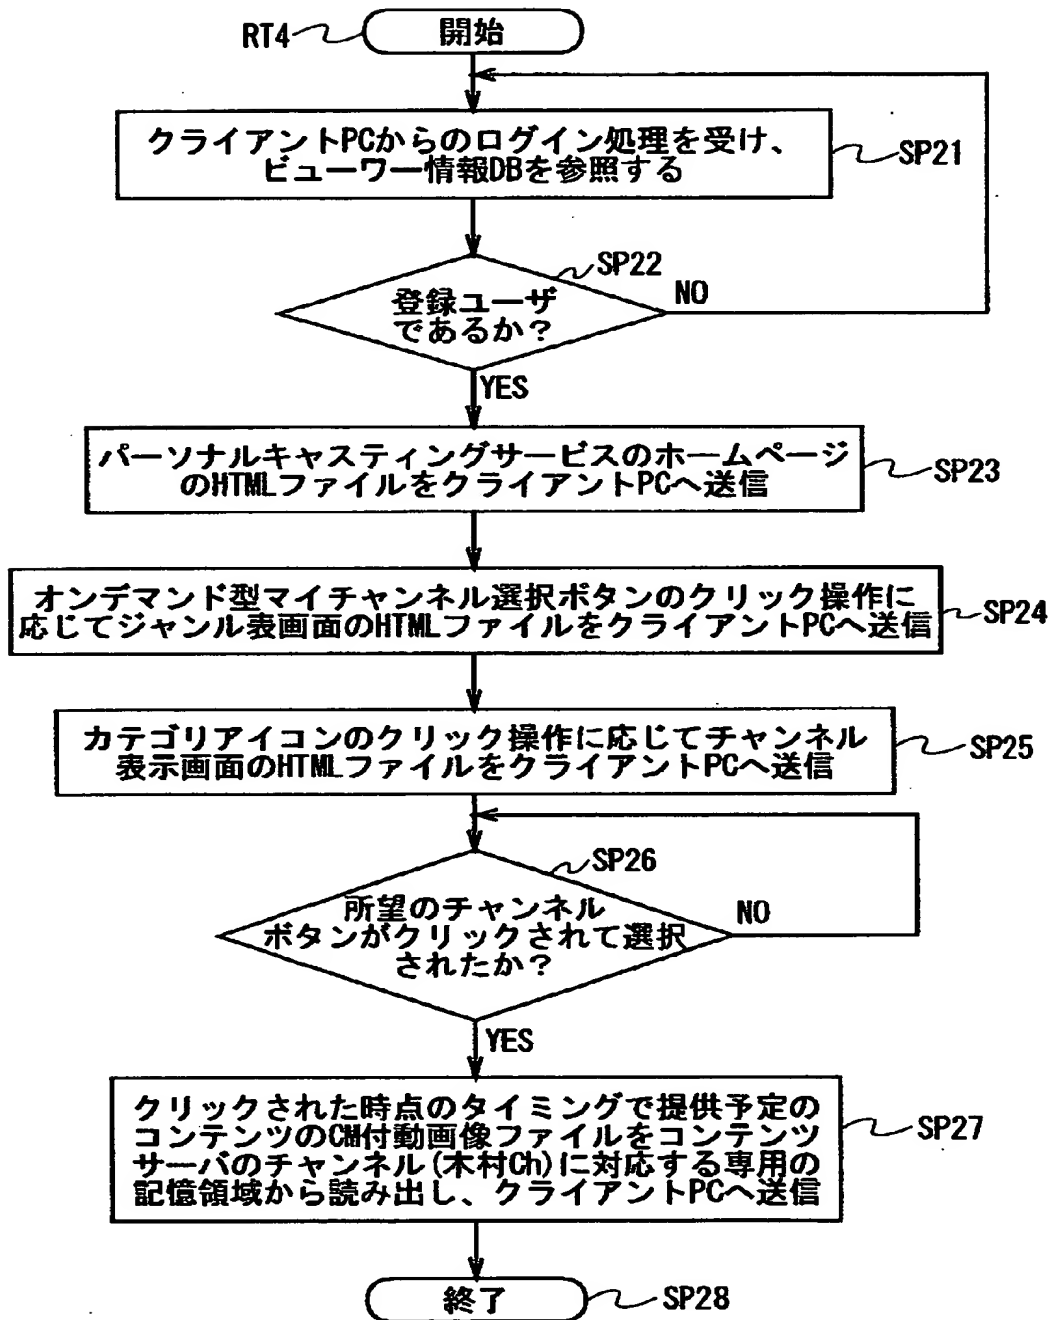 RT4
開始
クライアントPCからのログイン処理を受け、
ビューワー情報DBを参照する
SP21
SP22
登録ユーザ
であるか?
NO
YES
パーソナルキャスティングサービスのホームページ
のHTMLファイルをクライアントPCへ送信
SP23
オンデマンド型マイチャンネル選択ボタンのクリック操作に
応じてジャンル表画面のHTMLファイルをクライアントPCへ送信
SP24
カテゴリアイコンのクリック操作に応じてチャンネル
表示画面のHTMLファイルをクライアントPCへ送信
SP25
SP26
所望のチャンネル
ボタンがクリックされて選択
されたか?
NO
YES
クリックされた時点のタイミングで提供予定の
コンテンツのCM付動画像ファイルをコンテンツ
サーバのチャンネル(木村Ch)に対応する専用の
記憶領域から読み出し、クライアントPCへ送信
SP27
終了
SP28